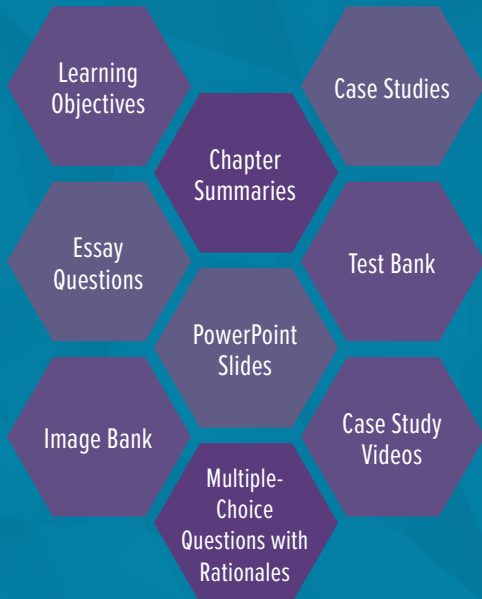 Learning
Objectives
Case Studies
Chapter
Summaries
Essay
Questions
Test Bank
PowerPoint
Slides
Image Bank
Case Study
Videos
Multiple-
Choice
Questions with
Rationales